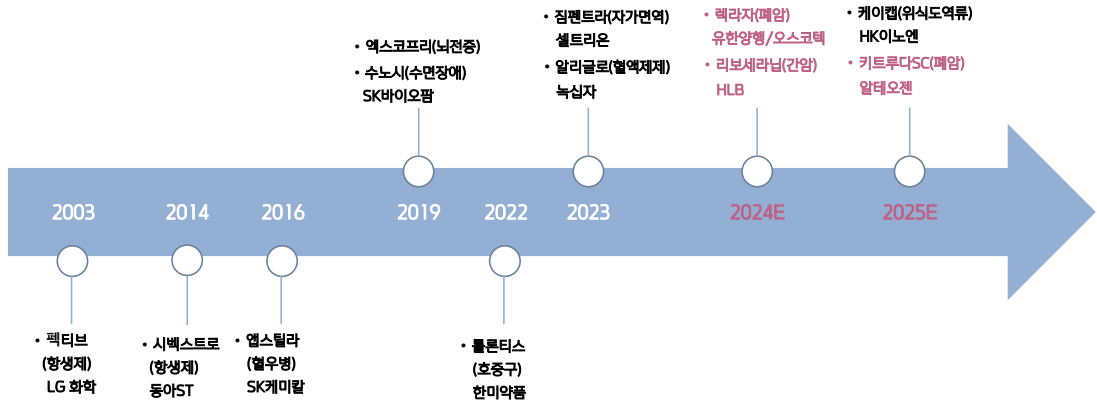 • 엑스코프리(뇌전증)
• 수노시(수면장애)
SK바이오팜
• 짐펜트라(자가면역)
셀트리온
• 알리글로(혈액제제)
녹십자
• 렉라자(폐암)
유한양행/오스코텍
• 리보세라닙(간암)
HLB
• 케이캡(위식도역류)
HK이노엔
• 키트루다SC(폐암)
알테오젠
2003
2014
2016
2019
2022
2023
2024E
2025E
• 팩티브
(항생제)
LG 화학
• 시벡스트로
(항생제)
동아ST
• 앱스틸라
(혈우병)
SK케미칼
• 롤론티스
(호중구)
한미약품